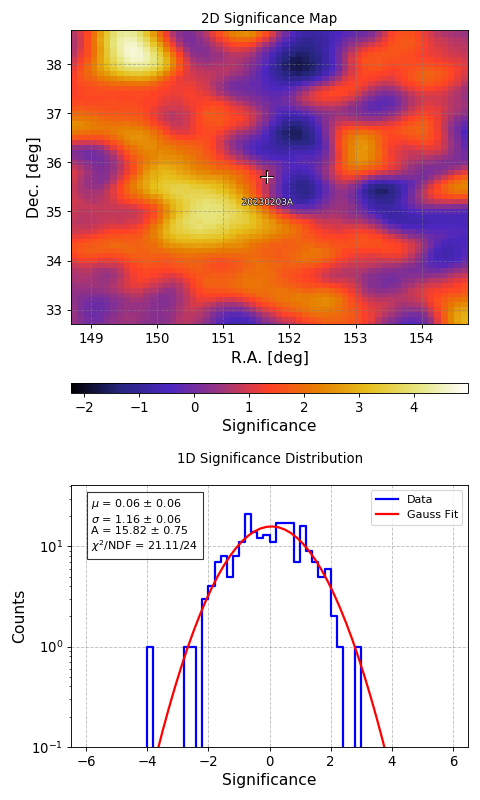 2D Significance Map
38
37
36
35
34
33
Dec. [deg]
20230203A
149 150 151 152 153 154
R.A. [deg]
−2 −1 0 1 2 3 4
Significance
1D Significance Distribution
μ = 0.06 ± 0.06
σ = 1.16 ± 0.06
A = 15.82 ± 0.75
χ²/NDF = 21.11/24
Data
Gauss Fit
10¹
10⁰
10⁻¹
Counts
−6 −4 −2 0 2 4 6
Significance